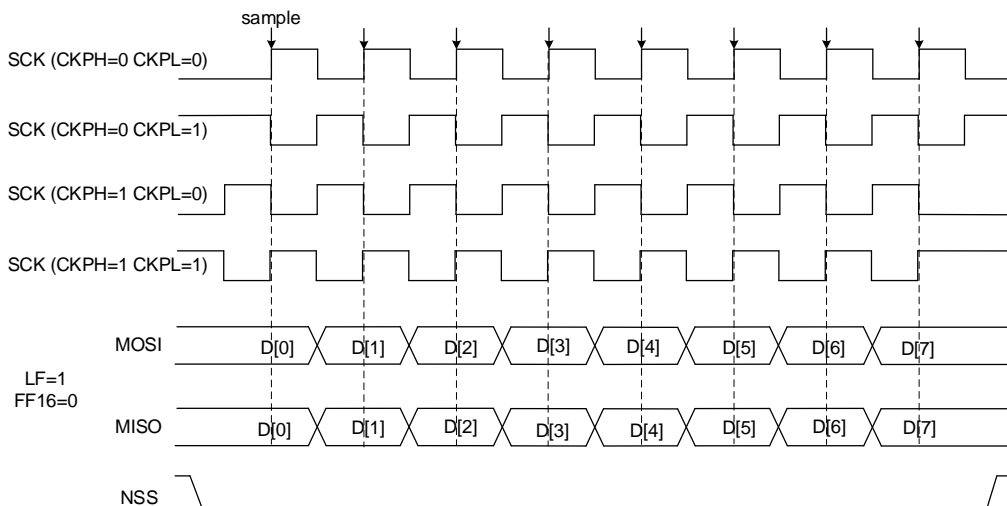 sample
SCK (CKPH=0 CKPL=0)
SCK (CKPH=0 CKPL=1)
SCK (CKPH=1 CKPL=0)
SCK (CKPH=1 CKPL=1)
MOSI D[0] D[1] D[2] D[3] D[4] D[5] D[6] D[7]
LF=1
FF16=0
MISO D[0] D[1] D[2] D[3] D[4] D[5] D[6] D[7]
NSS